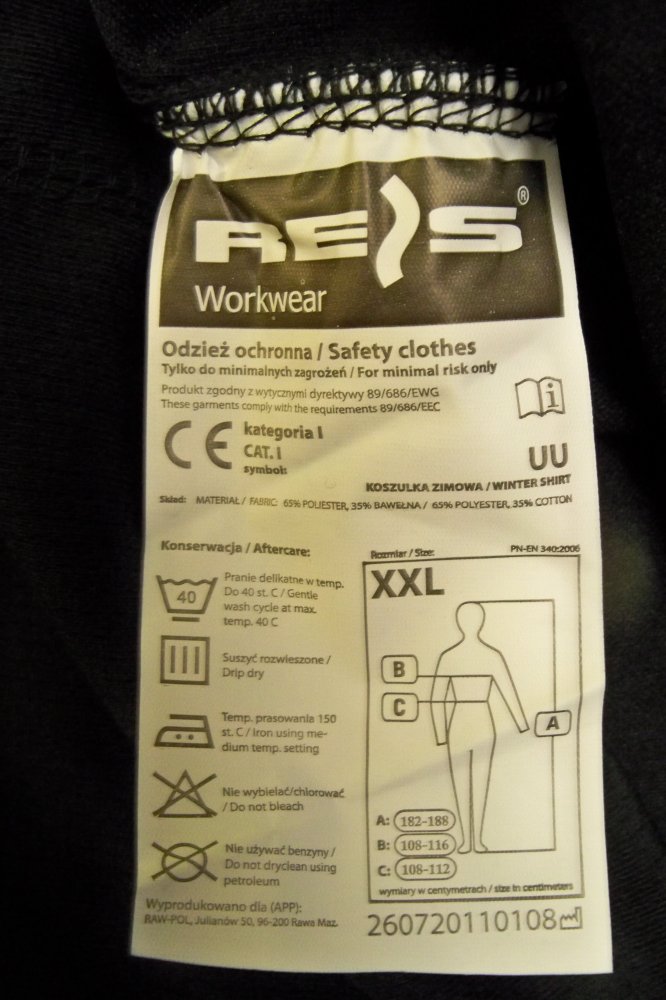 REIS®
Workwear
Odzież ochronna / Safety clothes
Tylko do minimalnych zagrożeń / For minimal risk only
Produkt zgodny z wytycznymi dyrektywy 89/686/EWG
These garments comply with the requirements 89/686/EEC
i
CE
kategoria I
CAT. I
symbol:
UU
KOSZULKA ZIMOWA / WINTER SHIRT
Skład: MATERIAŁ / FABRIC: 65% POLIESTER, 35% BAWEŁNA / 65% POLYESTER, 35% COTTON
Konserwacja / Aftercare:
40
Pranie delikatne w temp.
Do 40 st. C / Gentle
wash cycle at max.
temp. 40 C
Suszyć rozwieszone /
Drip dry
Temp. prasowania 150
st. C / Iron using me-
dium temp. setting
Nie wybielać/chlorować
/ Do not bleach
Nie używać benzyny /
Do not dryclean using
petroleum
Rozmiar / Size:
PN-EN 340:2006
XXL
B
C
A
A: 182-188
B: 108-116
C: 108-112
wymiary w centymetrach / size in centimeters
Wyprodukowano dla (APP):
RAW-POL, Julianów 50, 96-200 Rawa Maz.
260720110108